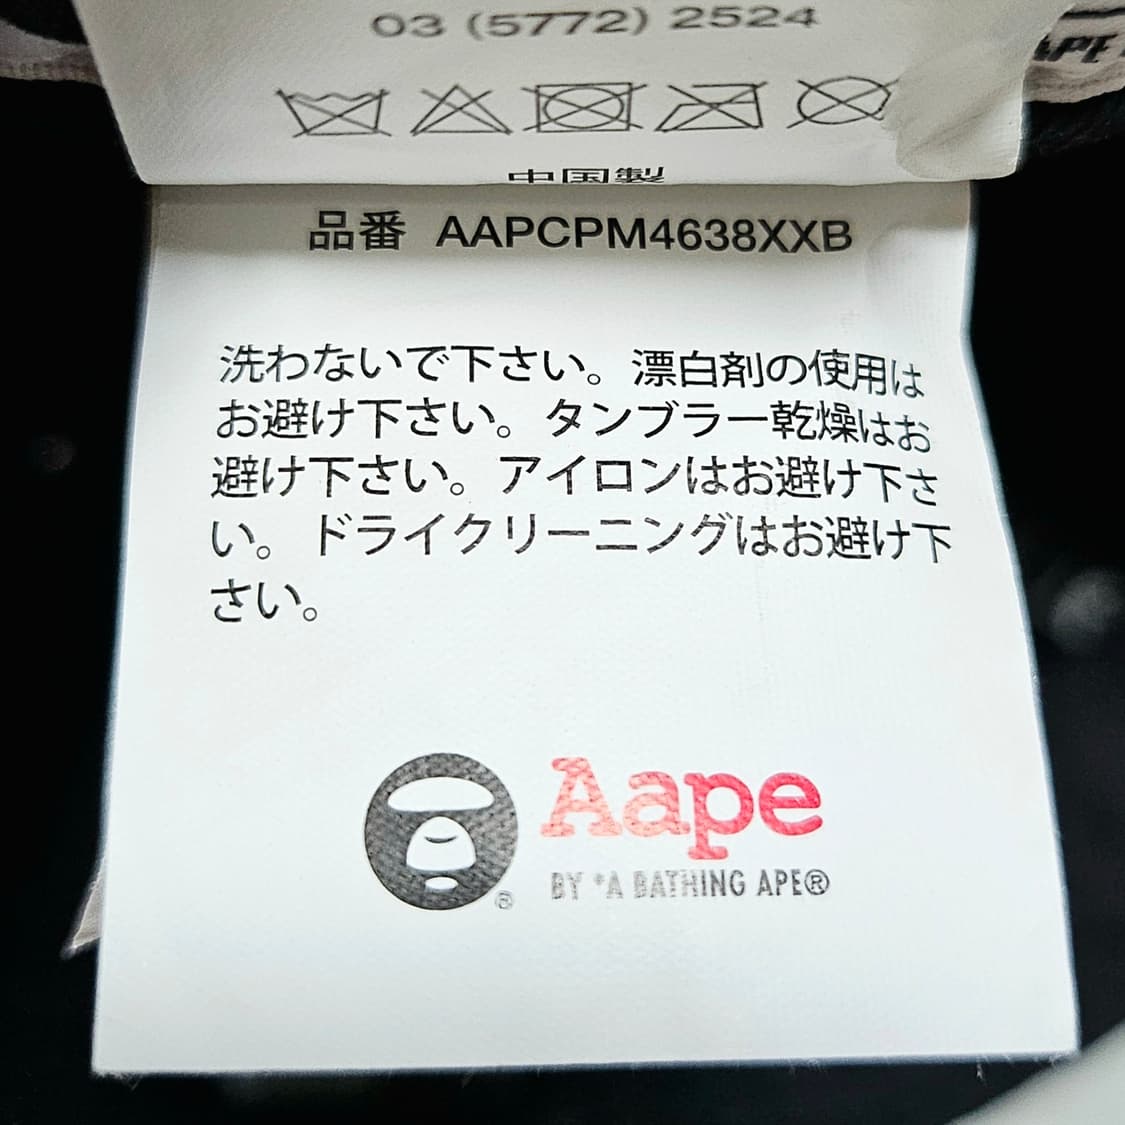 03 (5772) 2524
中国製
品番 AAPCPM4638XXB
洗わないで下さい。漂白剤の使用は
お避け下さい。タンブラー乾燥はお
避け下さい。アイロンはお避け下さ
い。ドライクリーニングはお避け下
さい。
Aape
BY *A BATHING APE®
®